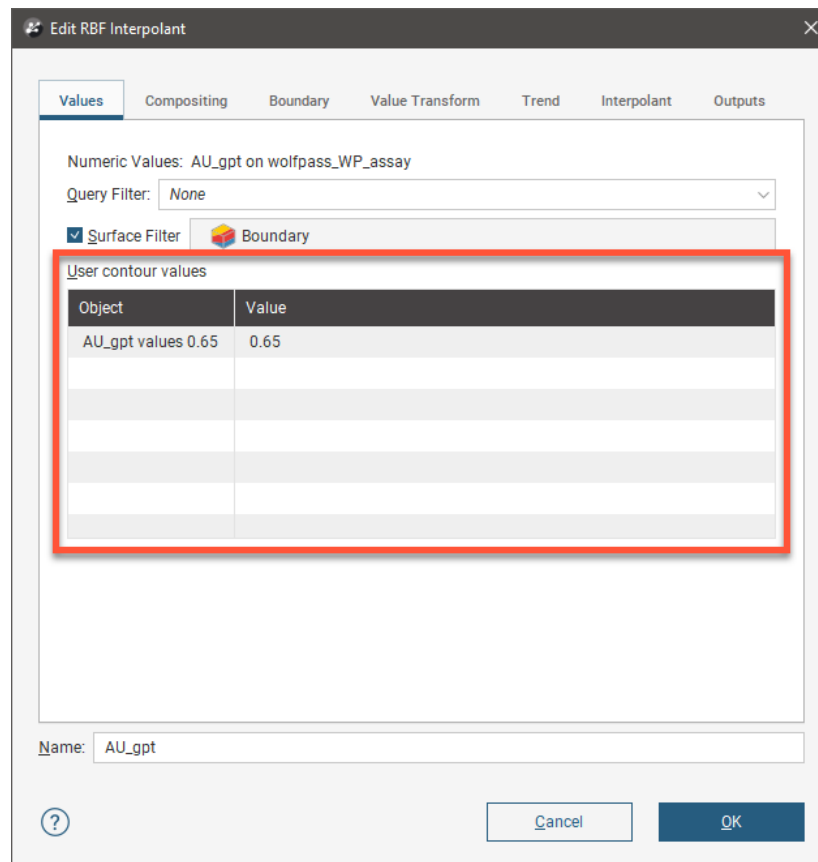 Edit RBF Interpolant
Values Compositing Boundary Value Transform Trend Interpolant Outputs
Numeric Values: AU_gpt on wolfpass_WP_assay
Query Filter: None
Surface Filter Boundary
User contour values
Object Value
AU_gpt values 0.65 0.65
Name: AU_gpt
? Cancel OK